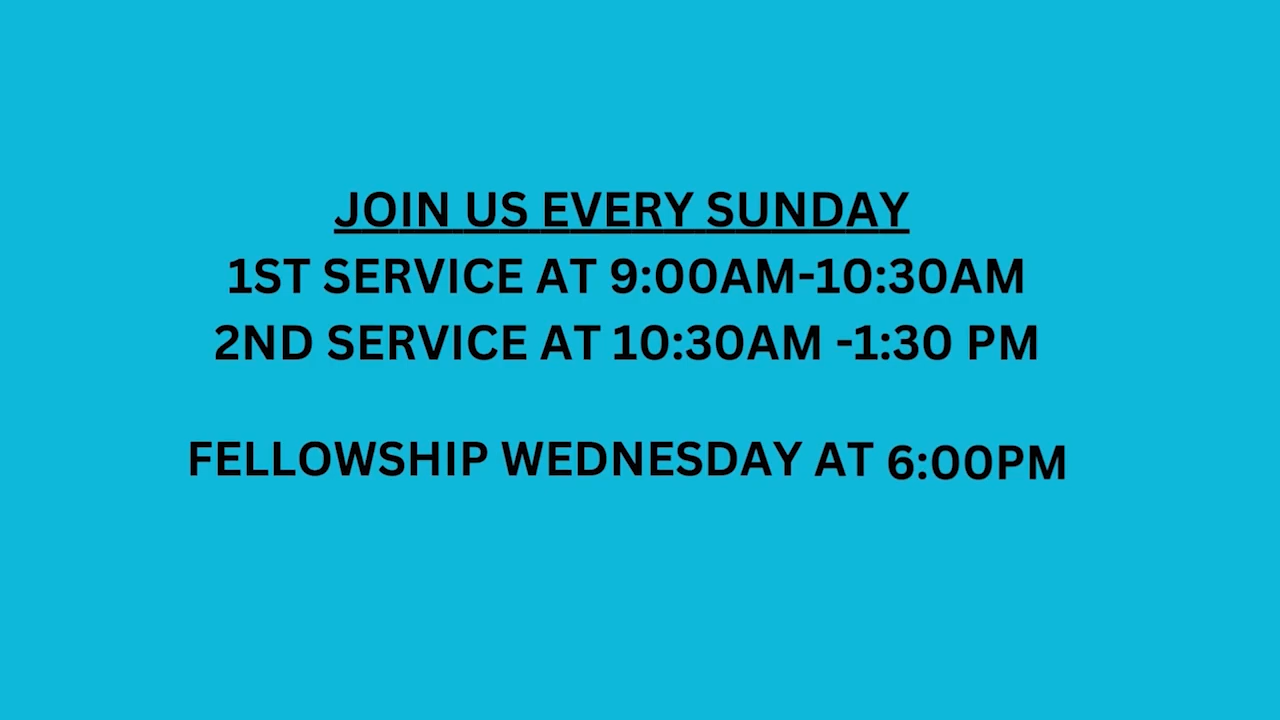 JOIN US EVERY SUNDAY
1ST SERVICE AT 9:00AM-10:30AM
2ND SERVICE AT 10:30AM -1:30 PM
FELLOWSHIP WEDNESDAY AT 6:00PM